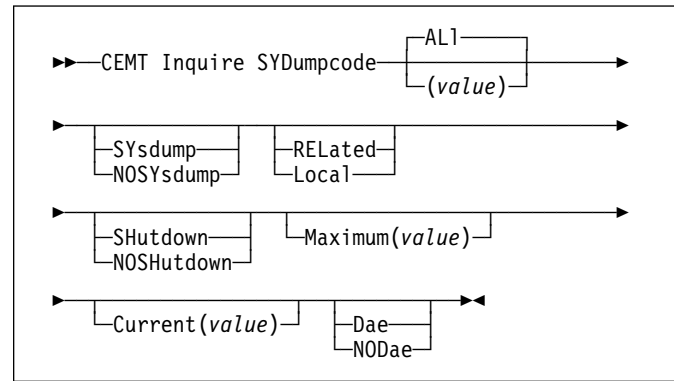 ALl
CEMT Inquire SYDumpcode
(value)
SYsdump
NOSYsdump
RELated
Local
SHutdown
NOSHutdown
Maximum(value)
Current(value)
Dae
NODae